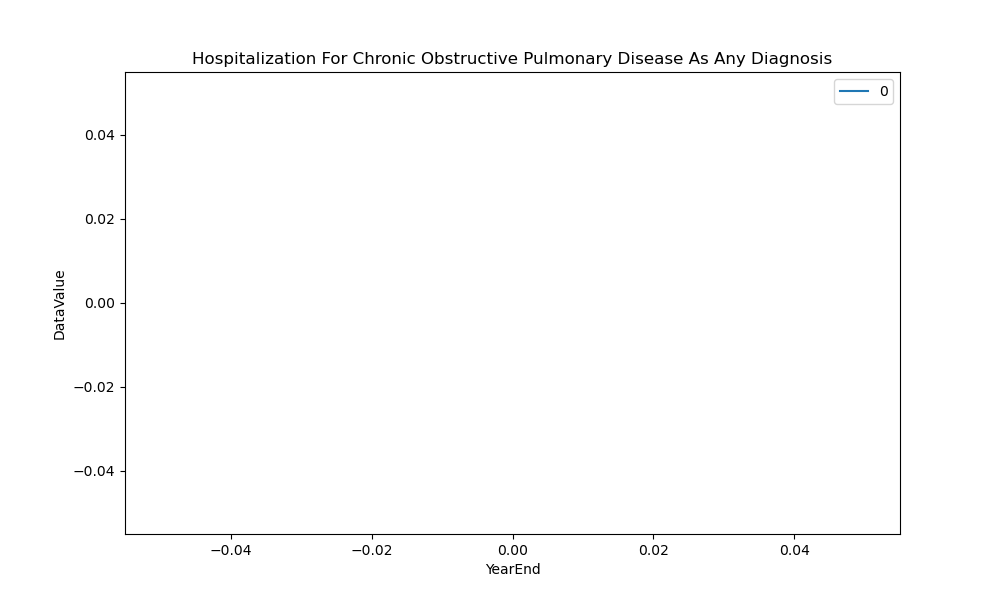 Hospitalization For Chronic Obstructive Pulmonary Disease As Any Diagnosis
0
0.04
0.02
0.00
−0.02
−0.04
DataValue
−0.04 −0.02 0.00 0.02 0.04
YearEnd